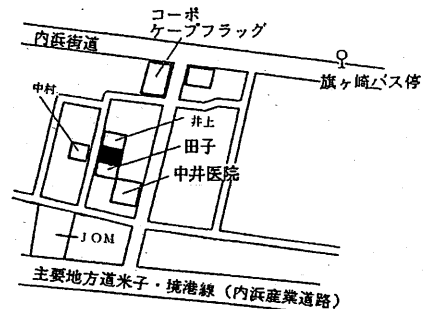 コーポ
ケープフラッグ
内浜街道
旗ヶ崎バス停
中村
井上
田子
中井医院
JOM
主要地方道米子・境港線（内浜産業道路）